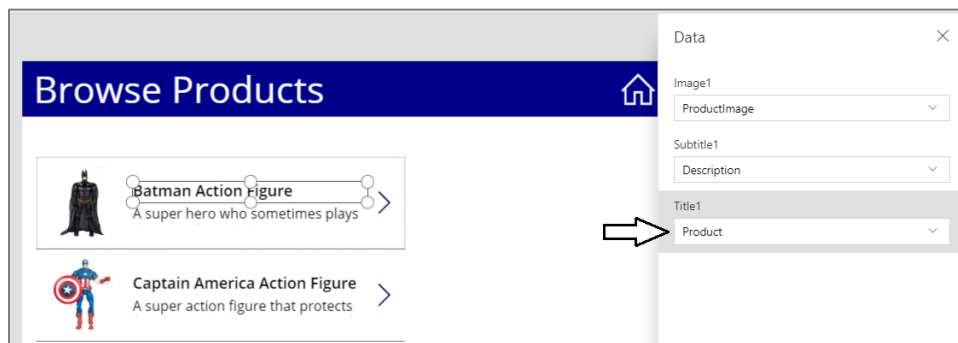 Browse Products
Batman Action Figure
A super hero who sometimes plays
Captain America Action Figure
A super action figure that protects
Data
Image1
ProductImage
Subtitle1
Description
Title1
Product